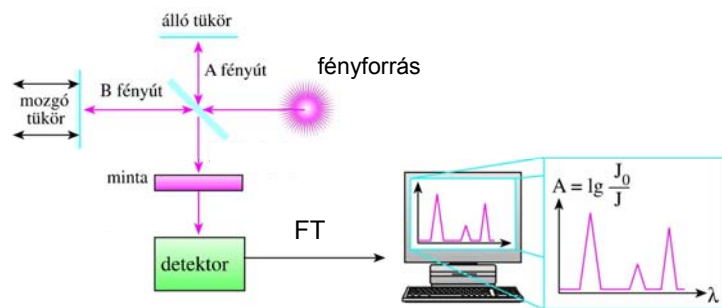 álló tükör
A fényút
fényforrás
B fényút
mozgó
tükör
minta
FT
detektor
A = lg J₀/J
λ